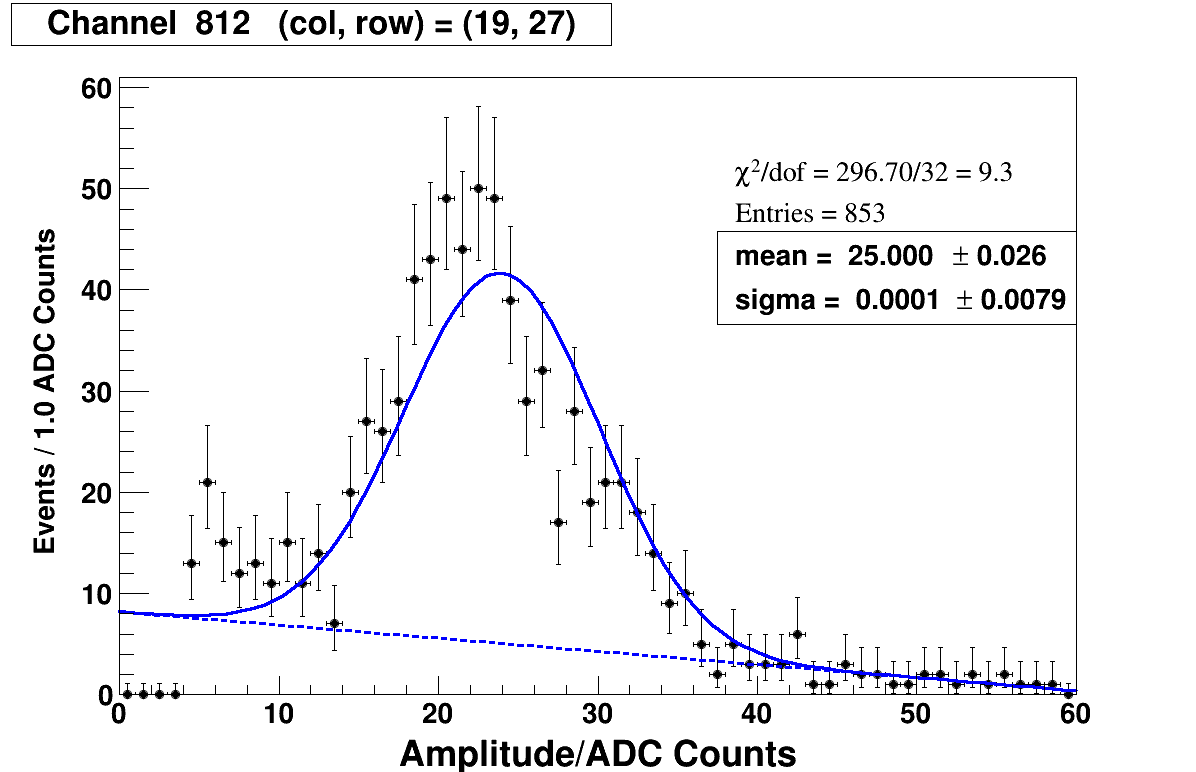 Channel 812 (col, row) = (19, 27)
χ²/dof = 296.70/32 = 9.3
Entries = 853
mean = 25.000 ± 0.026
sigma = 0.0001 ± 0.0079
Events / 1.0 ADC Counts
60
50
40
30
20
10
0
0 10 20 30 40 50 60
Amplitude/ADC Counts